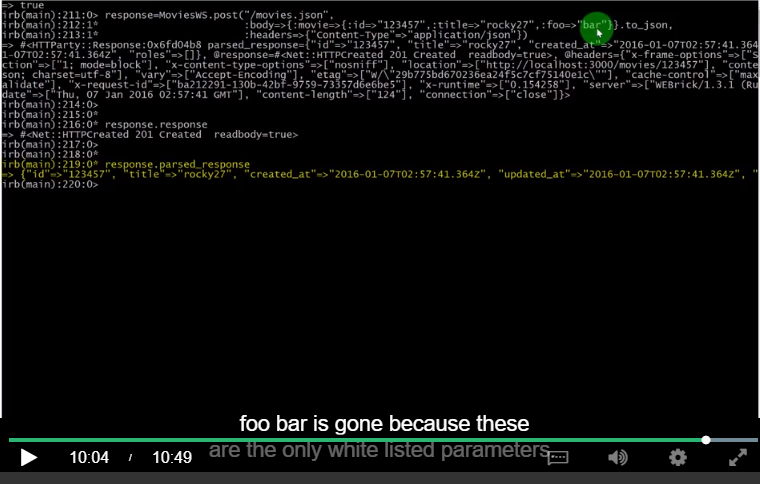 => true
irb(main):211:0> response=MoviesWS.post("/movies.json",
irb(main):212:1* :body=>{:movie=>{:id=>"123457",:title=>"rocky27",:foo=>"bar"}}.to_json,
irb(main):213:1* :headers=>{"Content-Type"=>"application/json"})
=> #<HTTParty::Response:0x6fd04b8 parsed_response={"id"=>"123457", "title"=>"rocky27", "created_at"=>"2016-01-07T02:57:41.364
1-07T02:57:41.364Z", "roles"=>[]}, @response=#<Net::HTTPCreated 201 Created readbody=true>, @headers={"x-frame-options"=>["S
ction"=>["1; mode=block"], "x-content-type-options"=>["nosniff"], "location"=>["http://localhost:3000/movies/123457"], "conte
son; charset=utf-8"], "vary"=>["Accept-Encoding"], "etag"=>["W/\"29b775bd670236ea24f5c7cf75140e1c\""], "cache-control"=>["max
alidate"], "x-request-id"=>["ba212291-130b-42bf-9759-73357d6e6be5"], "x-runtime"=>["0.154258"], "server"=>["WEBrick/1.3.1 (Ru
date"=>["Thu, 07 Jan 2016 02:57:41 GMT"], "content-length"=>["124"], "connection"=>["close"]}>
irb(main):214:0>
irb(main):215:0*
irb(main):216:0* response.response
=> #<Net::HTTPCreated 201 Created readbody=true>
irb(main):217:0>
irb(main):218:0*
irb(main):219:0* response.parsed_response
=> {"id"=>"123457", "title"=>"rocky27", "created_at"=>"2016-01-07T02:57:41.364Z", "updated_at"=>"2016-01-07T02:57:41.364Z", "
irb(main):220:0>
foo bar is gone because these
are the only white listed parameters
10:04 / 10:49